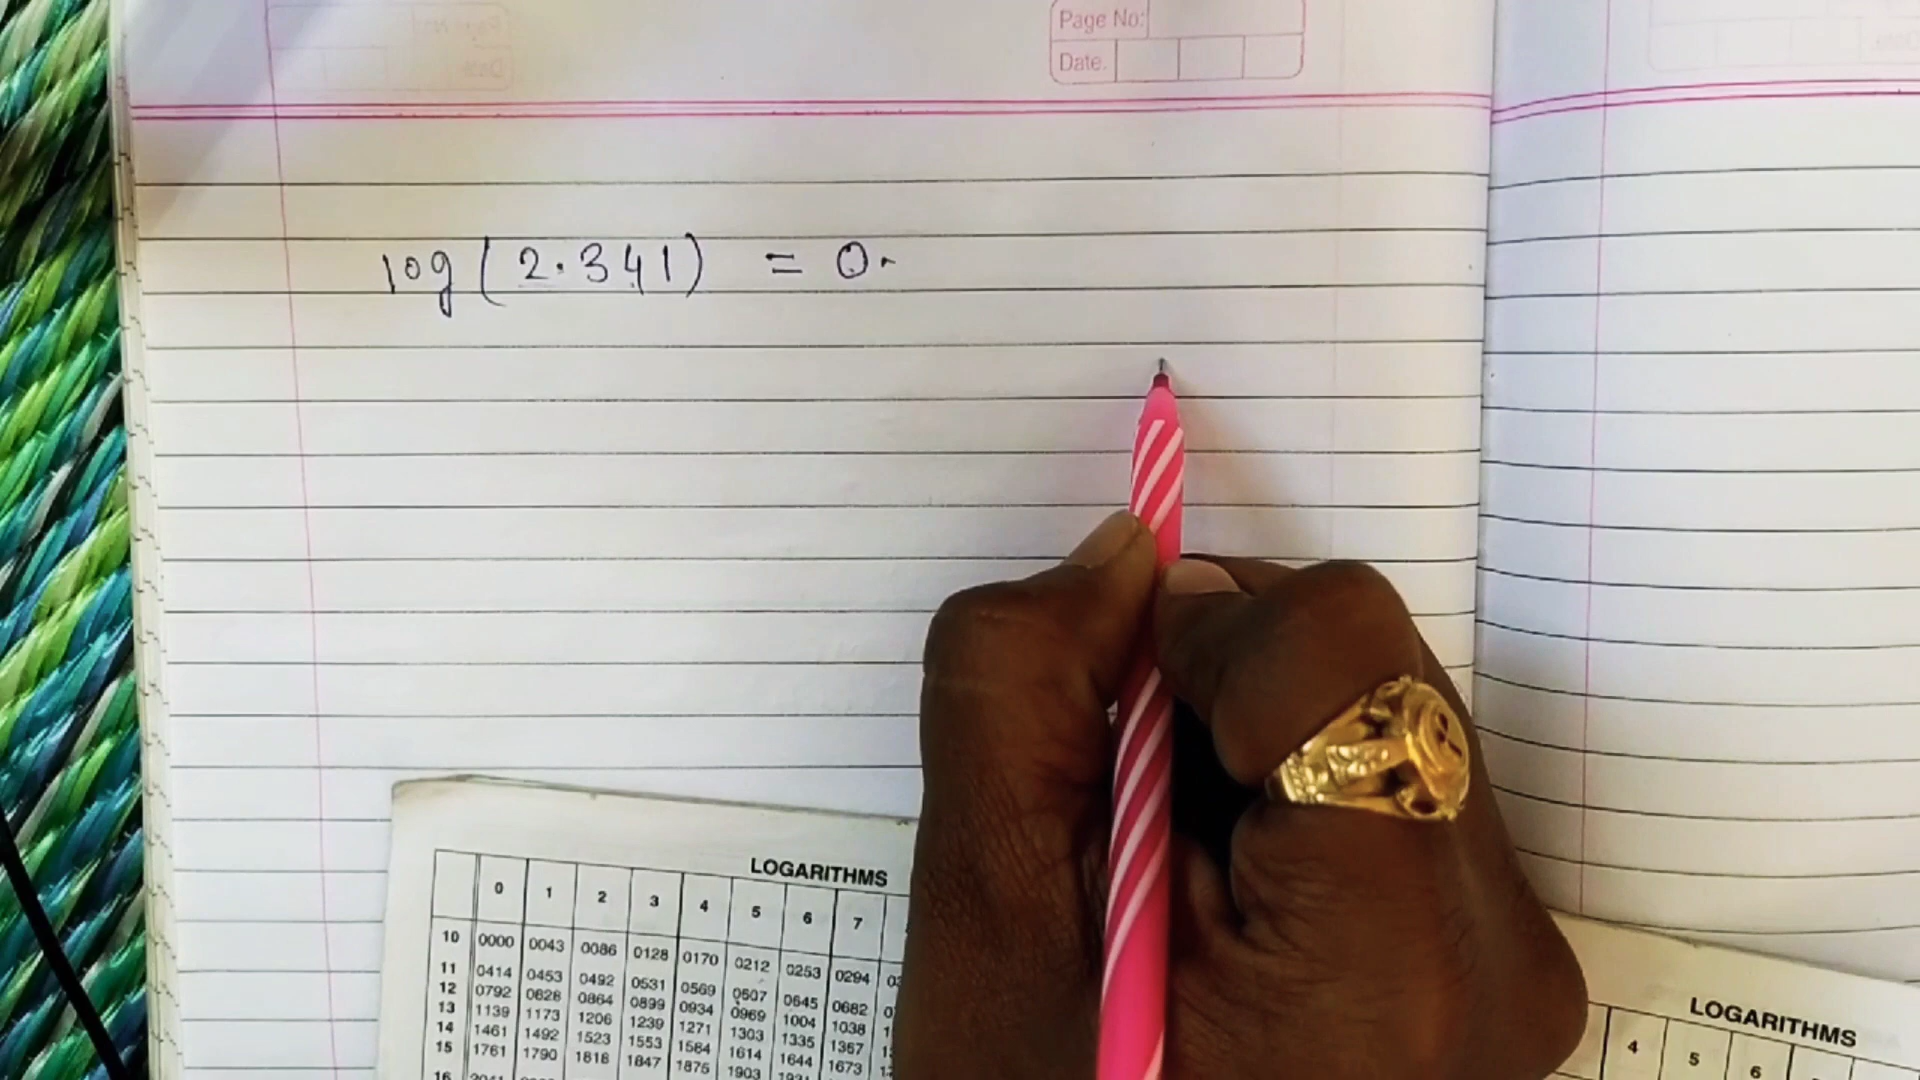 Page No:
Date.
log (2.341) = 0.
LOGARITHMS
0 1 2 3 4 5 6 7
10 0000 0043 0086 0128 0170 0212 0253 0294
11 0414 0453 0492 0531 0569 0607 0645 0682
12 0792 0828 0864 0899 0934 0969 1004 1038
13 1139 1173 1206 1239 1271 1303 1335 1367
14 1461 1492 1523 1553 1584 1614 1644 1673
15 1761 1790 1818 1847 1875 1903 1931
16
LOGARITHMS
4 5 6